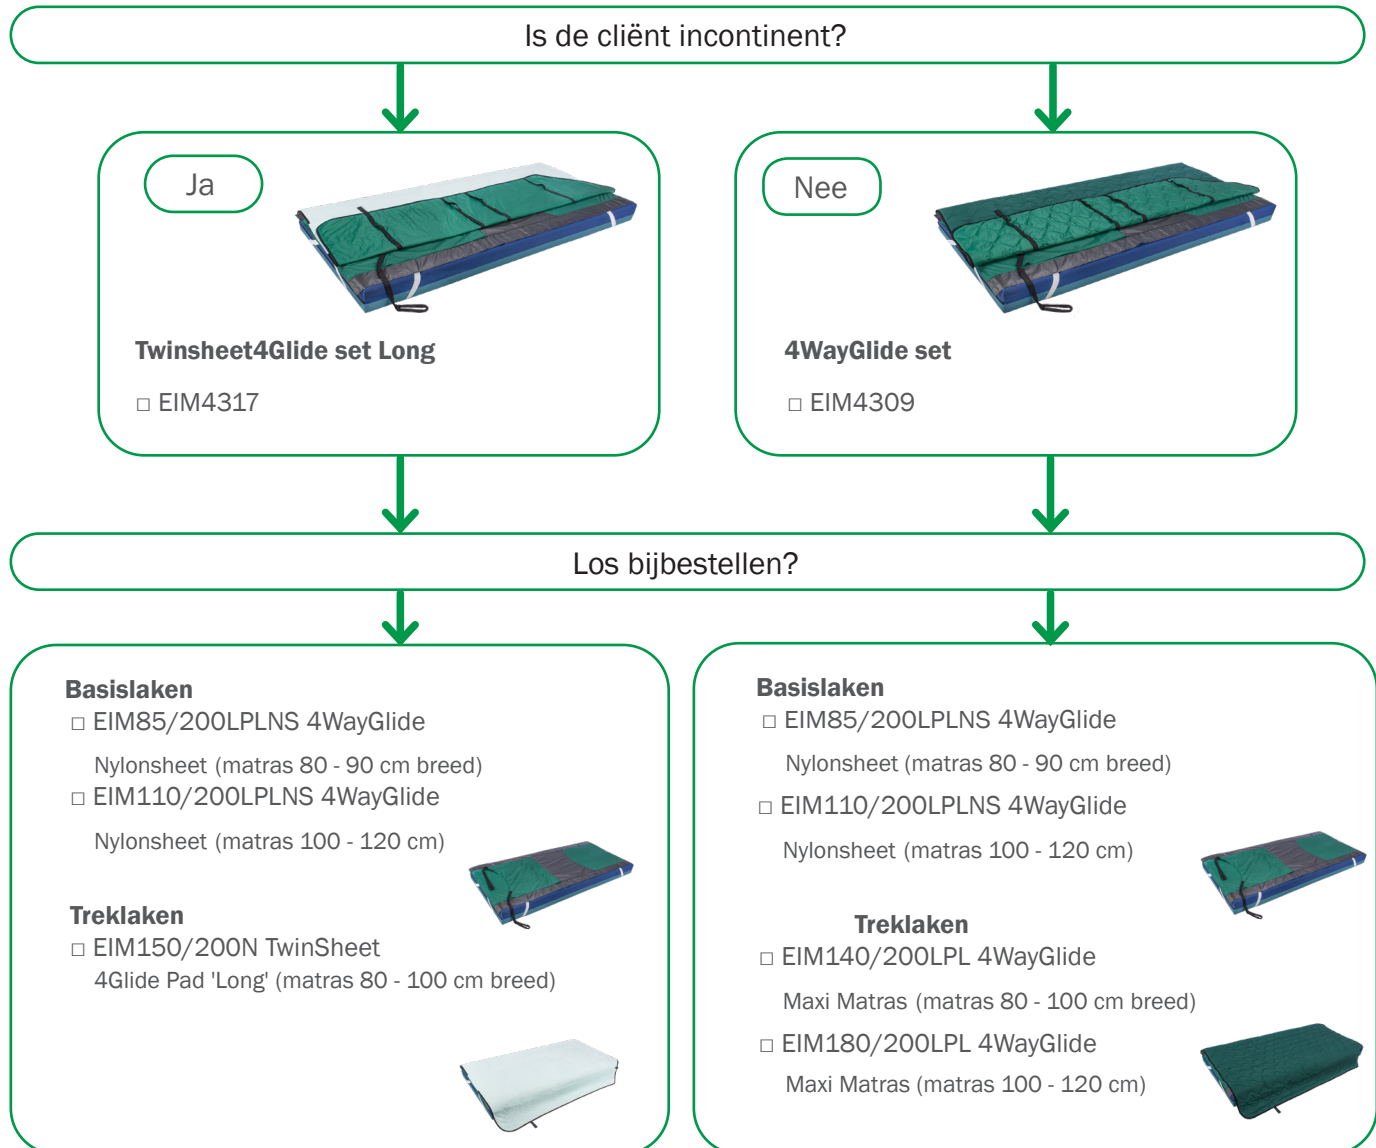 Is de cliënt incontinent?
Ja
Twinsheet4Glide set Long
□ EIM4317
Nee
4WayGlide set
□ EIM4309
Los bijbestellen?
Basislaken
□ EIM85/200LPLNS 4WayGlide
Nylonsheet (matras 80 - 90 cm breed)
□ EIM110/200LPLNS 4WayGlide
Nylonsheet (matras 100 - 120 cm)
Treklaken
□ EIM150/200N TwinSheet
4Glide Pad 'Long' (matras 80 - 100 cm breed)
Basislaken
□ EIM85/200LPLNS 4WayGlide
Nylonsheet (matras 80 - 90 cm breed)
□ EIM110/200LPLNS 4WayGlide
Nylonsheet (matras 100 - 120 cm)
Treklaken
□ EIM140/200LPL 4WayGlide
Maxi Matras (matras 80 - 100 cm breed)
□ EIM180/200LPL 4WayGlide
Maxi Matras (matras 100 - 120 cm)